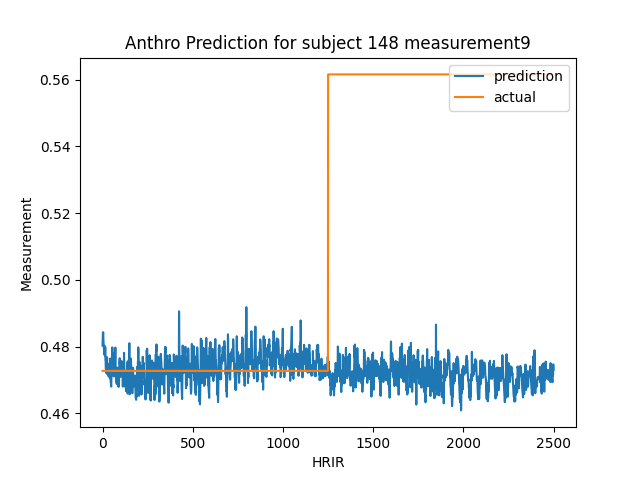 Anthro Prediction for subject 148 measurement9
prediction
actual
0.56
0.54
0.52
0.50
0.48
0.46
Measurement
0 500 1000 1500 2000 2500
HRIR